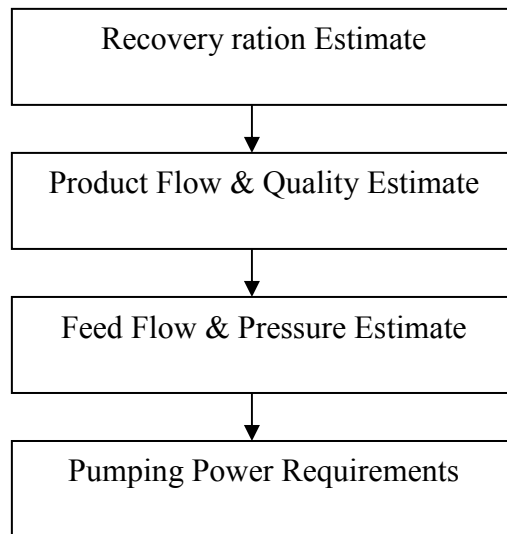 Recovery ration Estimate
Product Flow & Quality Estimate
Feed Flow & Pressure Estimate
Pumping Power Requirements